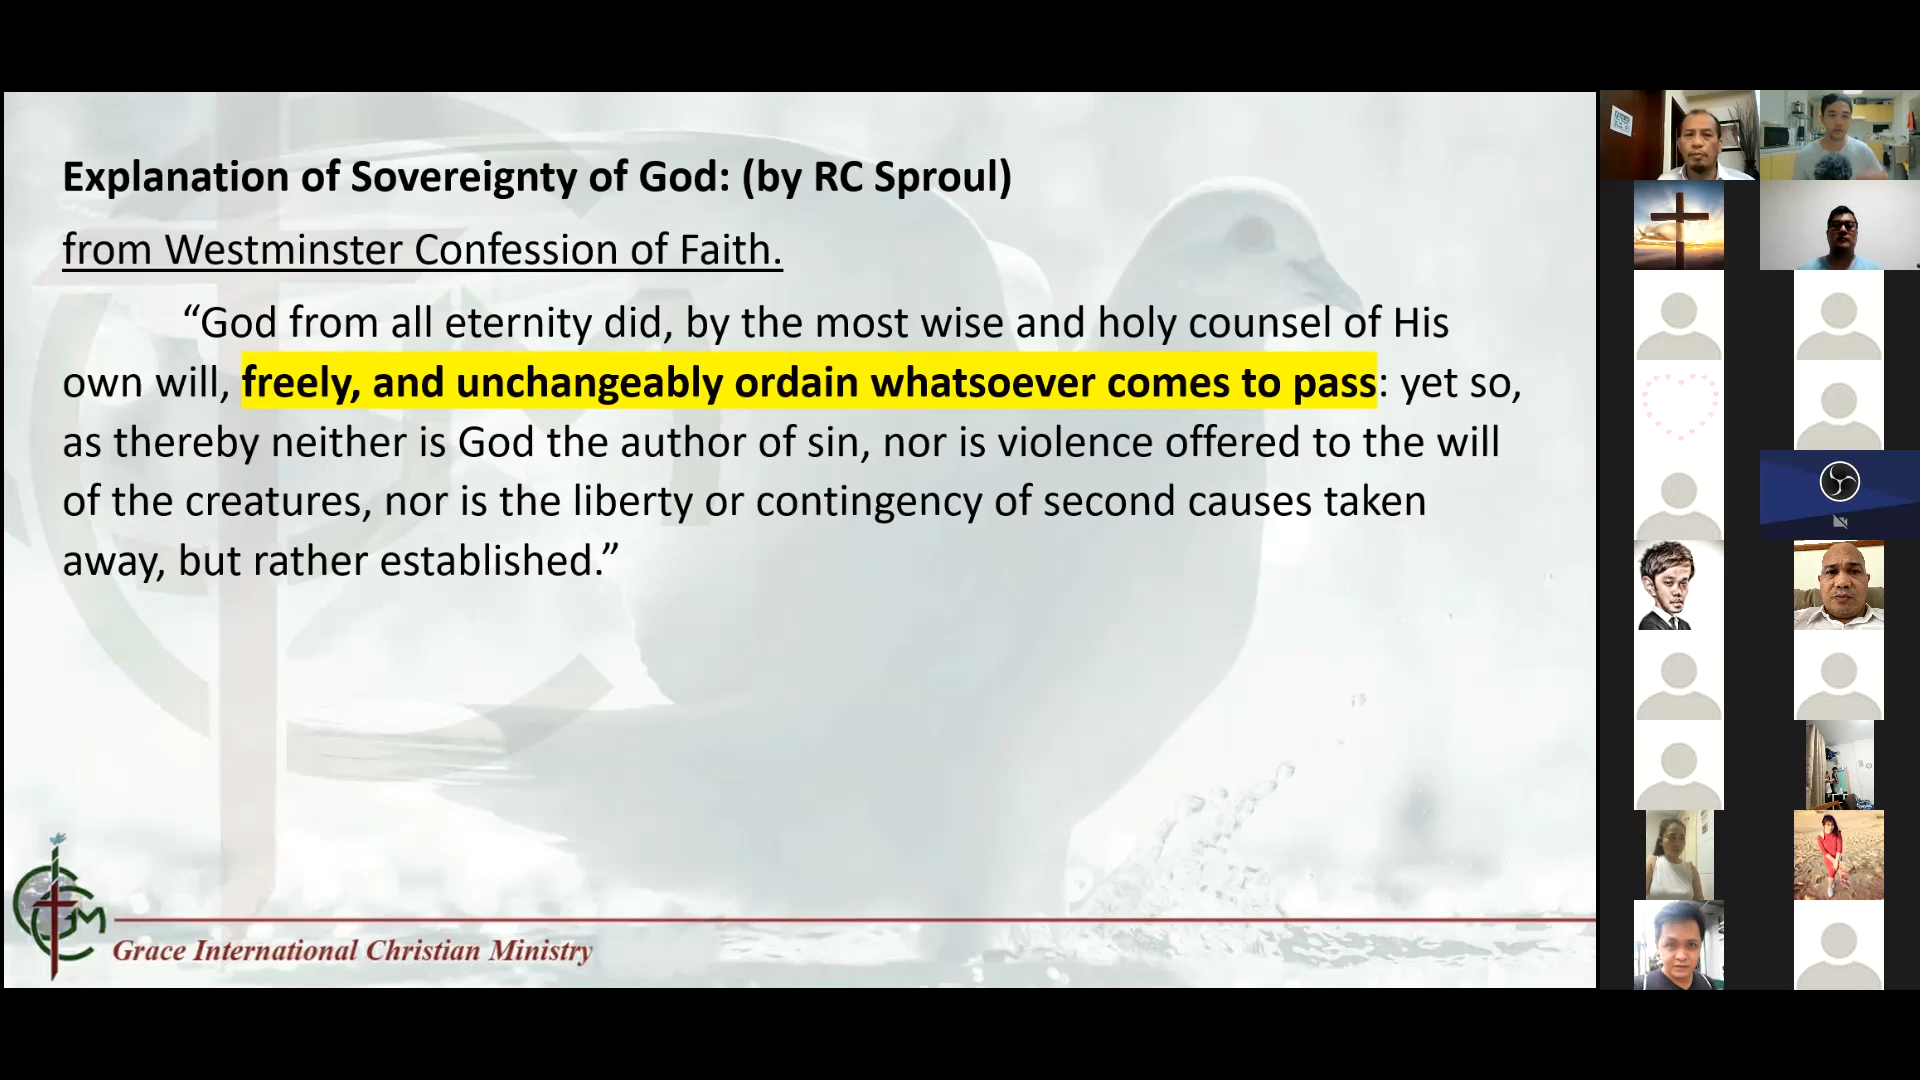 Explanation of Sovereignty of God: (by RC Sproul)
from Westminster Confession of Faith.
“God from all eternity did, by the most wise and holy counsel of His
own will, freely, and unchangeably ordain whatsoever comes to pass: yet so,
as thereby neither is God the author of sin, nor is violence offered to the will
of the creatures, nor is the liberty or contingency of second causes taken
away, but rather established.”
Grace International Christian Ministry